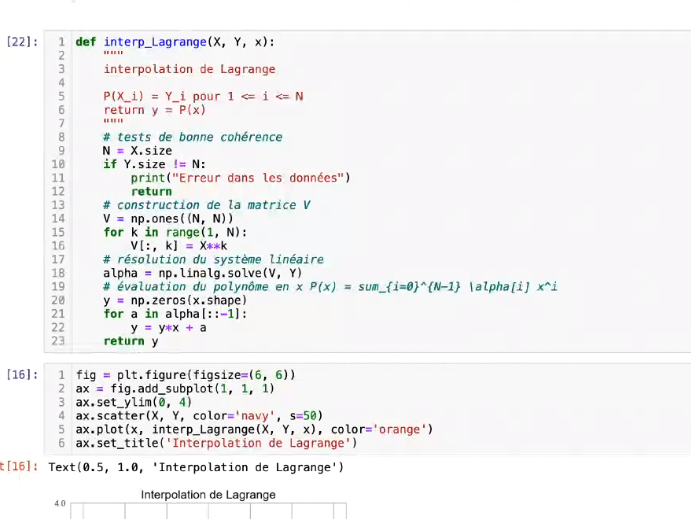 [22]:
1 def interp_Lagrange(X, Y, x):
2     """
3     interpolation de Lagrange
4
5     P(X_i) = Y_i pour 1 <= i <= N
6     return y = P(x)
7     """
8     # tests de bonne cohérence
9     N = X.size
10     if Y.size != N:
11         print("Erreur dans les données")
12         return
13     # construction de la matrice V
14     V = np.ones((N, N))
15     for k in range(1, N):
16         V[:, k] = X**k
17     # résolution du système linéaire
18     alpha = np.linalg.solve(V, Y)
19     # évaluation du polynôme en x P(x) = sum_{i=0}^{N-1} \alpha[i] x^i
20     y = np.zeros(x.shape)
21     for a in alpha[::-1]:
22         y = y*x + a
23     return y
[16]:
1 fig = plt.figure(figsize=(6, 6))
2 ax = fig.add_subplot(1, 1, 1)
3 ax.set_ylim(0, 4)
4 ax.scatter(X, Y, color='navy', s=50)
5 ax.plot(x, interp_Lagrange(X, Y, x), color='orange')
6 ax.set_title('Interpolation de Lagrange')
t[16]: Text(0.5, 1.0, 'Interpolation de Lagrange')
Interpolation de Lagrange
4.0